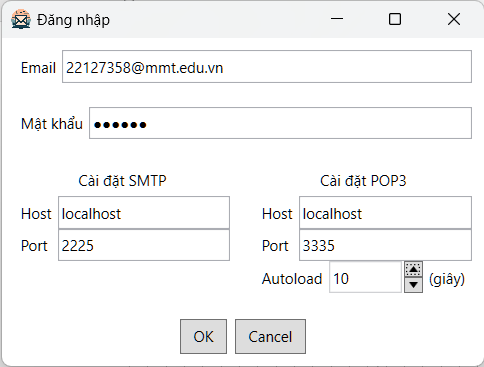 Đăng nhập
Email 22127358@mmt.edu.vn
Mật khẩu ●●●●●●
Cài đặt SMTP Cài đặt POP3
Host localhost Host localhost
Port 2225 Port 3335
Autoload 10 (giây)
OK Cancel